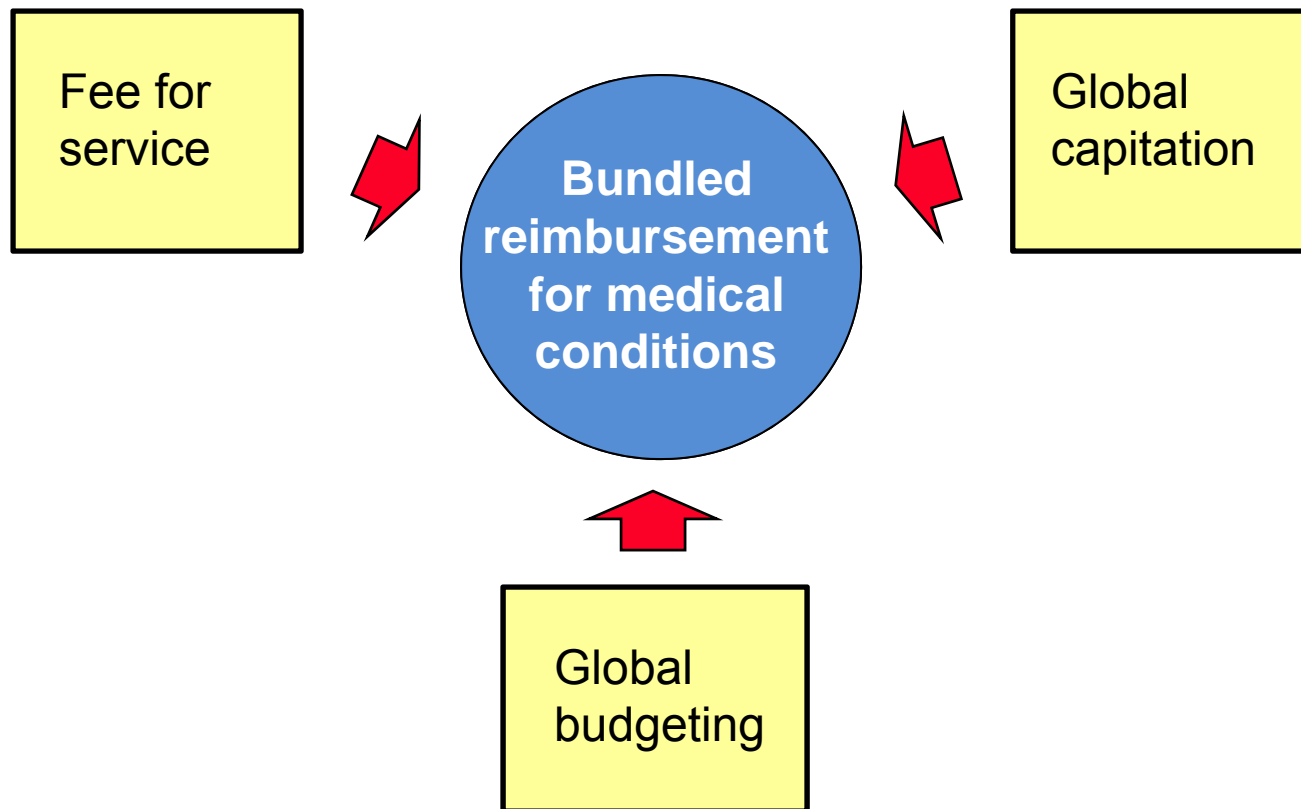 Fee for
service
Bundled
reimbursement
for medical
conditions
Global
capitation
Global
budgeting